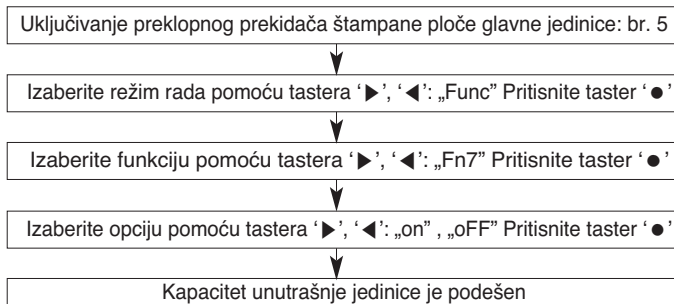 Uključivanje preklopnog prekidača štampane ploče glavne jedinice: br. 5
Izaberite režim rada pomoću tastera ‘▶’, ‘◀’: „Func” Pritisnite taster ‘●’
Izaberite funkciju pomoću tastera ‘▶’, ‘◀’: „Fn7” Pritisnite taster ‘●’
Izaberite opciju pomoću tastera ‘▶’, ‘◀’: „on” , „oFF” Pritisnite taster ‘●’
Kapacitet unutrašnje jedinice je podešen